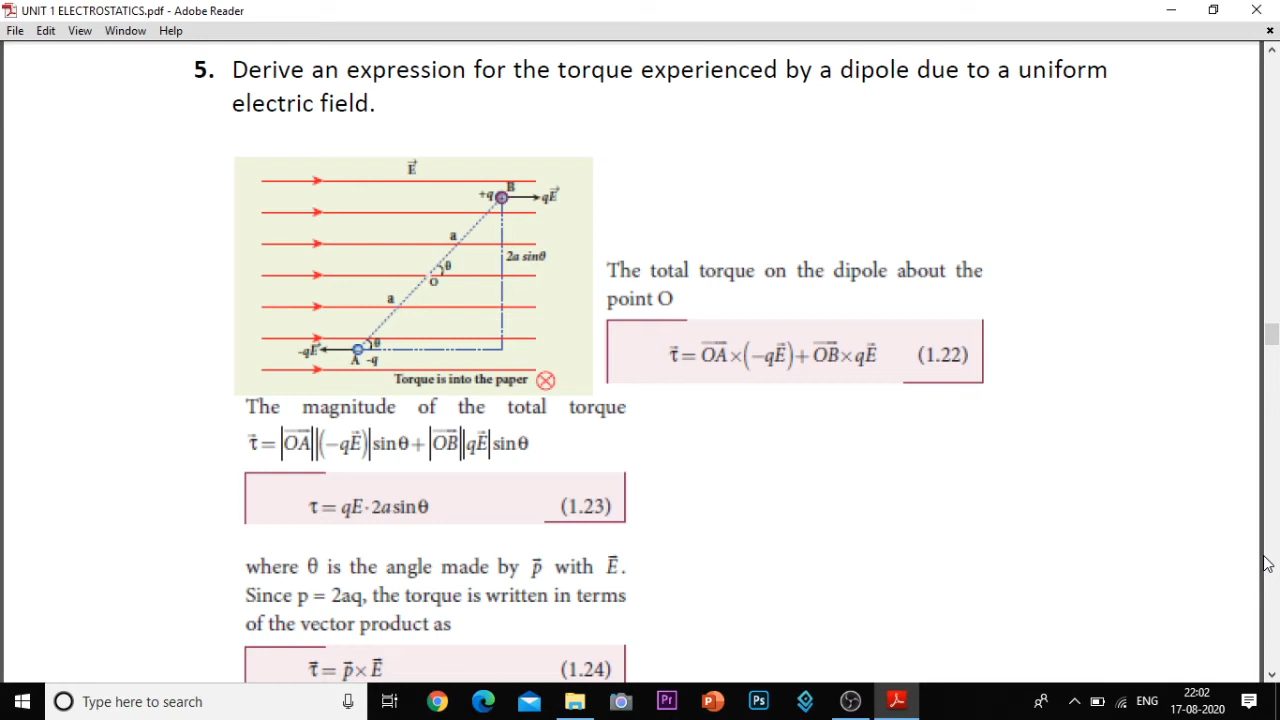 UNIT 1 ELECTROSTATICS.pdf - Adobe Reader
File Edit View Window Help
5. Derive an expression for the torque experienced by a dipole due to a uniform
electric field.
E⃗
B
+q
qE⃗
a
2a sinθ
θ
O
a
θ
-qE⃗
A -q
Torque is into the paper
The total torque on the dipole about the
point O
τ⃗ = OA⃗ × (−qE⃗) + OB⃗ × qE⃗ (1.22)
The magnitude of the total torque
τ⃗ = |OA⃗||(−qE⃗)| sinθ + |OB⃗||qE⃗| sinθ
τ = qE · 2a sinθ (1.23)
where θ is the angle made by p⃗ with E⃗.
Since p = 2aq, the torque is written in terms
of the vector product as
τ⃗ = p⃗ × E⃗ (1.24)
Type here to search
Pr
P
Ps
ENG
22:02
17-08-2020